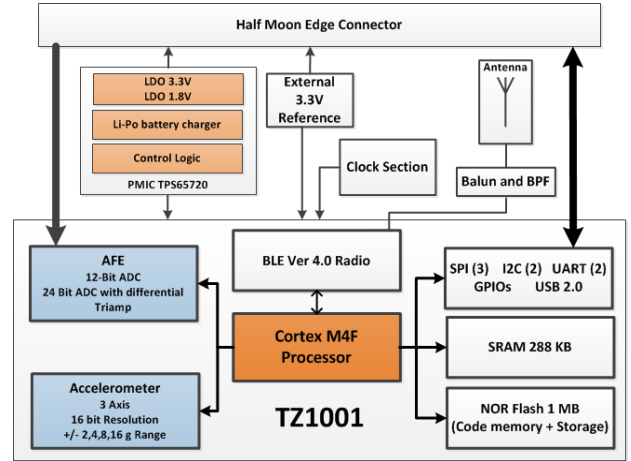 Half Moon Edge Connector
LDO 3.3V
LDO 1.8V
Li-Po battery charger
Control Logic
PMIC TPS65720
External
3.3V
Reference
Clock Section
Antenna
Balun and BPF
AFE
12-Bit ADC
24 Bit ADC with differential
Triamp
BLE Ver 4.0 Radio
SPI (3) I2C (2) UART (2)
GPIOs USB 2.0
Cortex M4F
Processor
SRAM 288 KB
Accelerometer
3 Axis
16 bit Resolution
+/- 2,4,8,16 g Range
TZ1001
NOR Flash 1 MB
(Code memory + Storage)